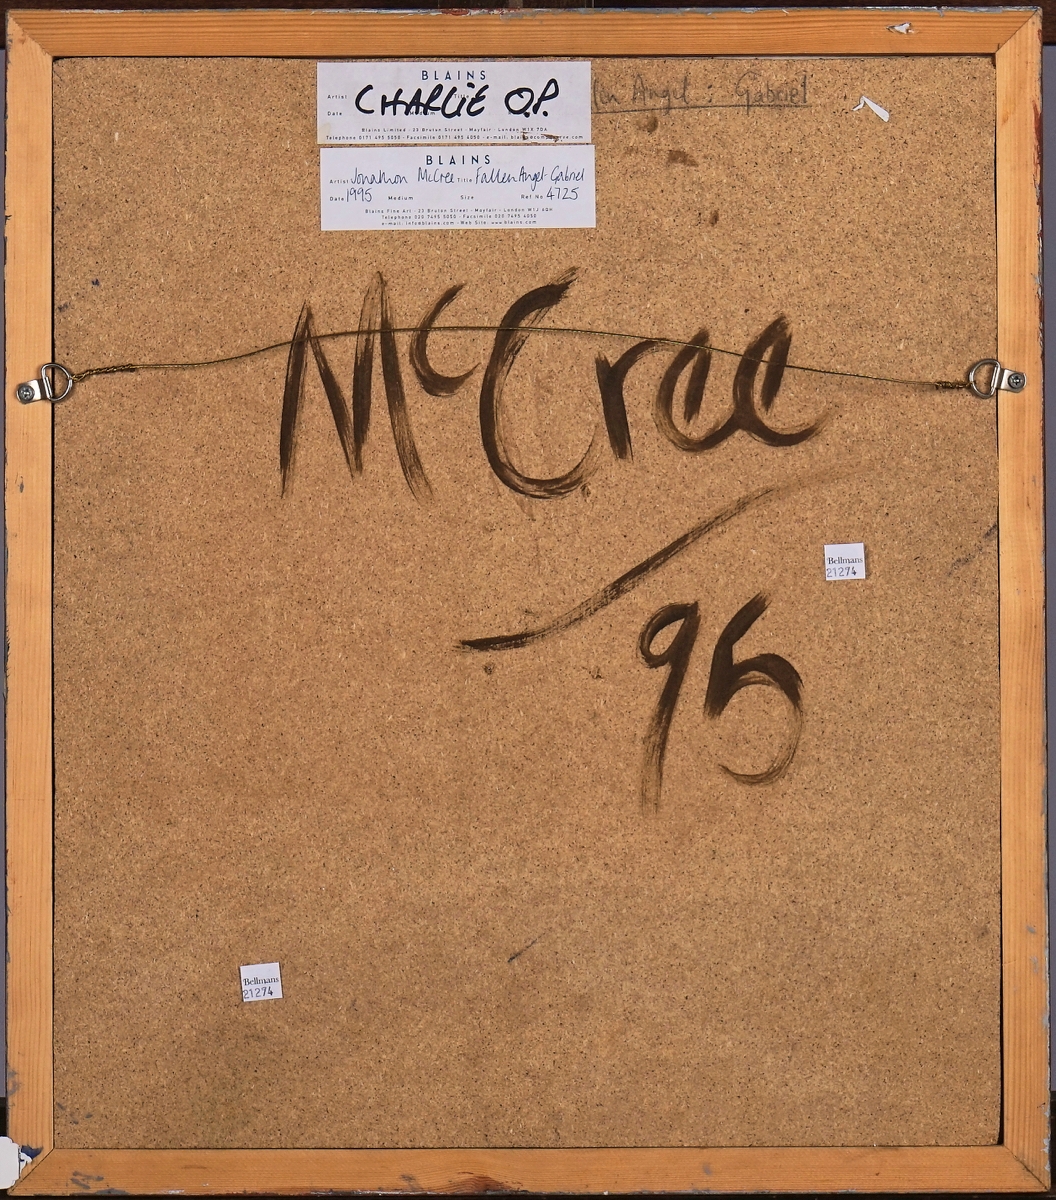 BLAINS
Artist Title
CHARLIE O.P.
Date
Blains Limited - 23 Bruton Street - Mayfair - London W1X 7DA
Telephone 0171 495 5050 - Facsimile 0171 495 4050 - e-mail:
Angel : Gabriel
BLAINS
Artist Jonathon McCree Title Fallen Angel Gabriel
Date 1995 Medium Size Ref No 4725
Blains Fine Art - 23 Bruton Street - Mayfair - London W1J 6QH
Telephone 020 7495 5050 - Facsimile 020 7495 4050
e-mail: info@blains.com - Web Site: www.blains.com
McCree
95
Bellmans
21274
Bellmans
21274